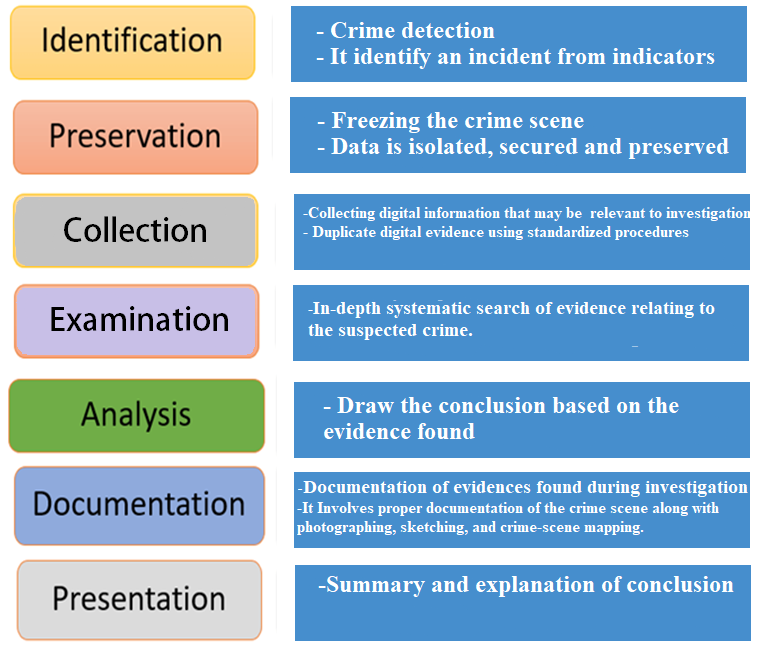 Identification
- Crime detection
- It identify an incident from indicators
Preservation
- Freezing the crime scene
- Data is isolated, secured and preserved
Collection
-Collecting digital information that may be relevant to investigation
- Duplicate digital evidence using standardized procedures
Examination
-In-depth systematic search of evidence relating to
the suspected crime.
Analysis
- Draw the conclusion based on the
evidence found
Documentation
-Documentation of evidences found during investigation
-It Involves proper documentation of the crime scene along with
photographing, sketching, and crime-scene mapping.
Presentation
-Summary and explanation of conclusion